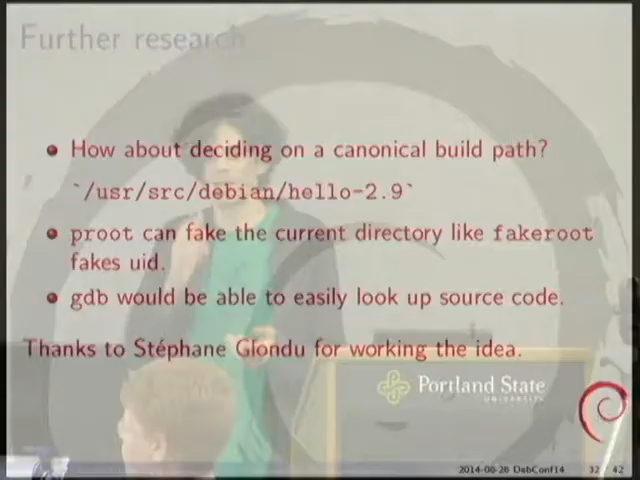 Further research
How about deciding on a canonical build path?
`/usr/src/debian/hello-2.9`
proot can fake the current directory like fakeroot
fakes uid.
gdb would be able to easily look up source code.
Thanks to Stéphane Glondu for working the idea.
Portland State
UNIVERSITY
2014-08-26 DebConf14 32 / 42